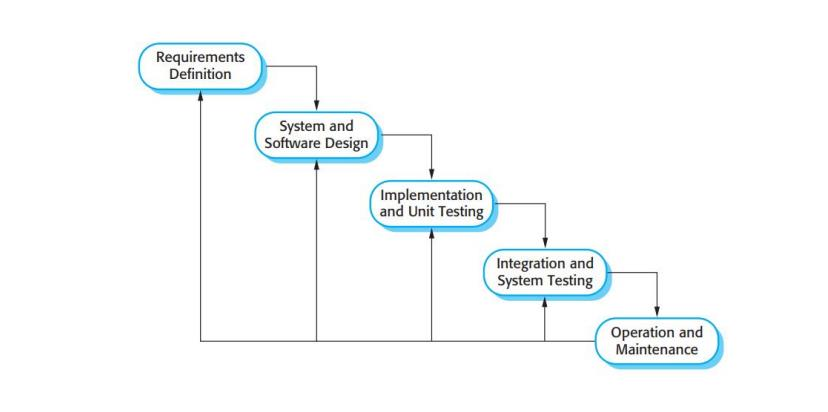 Requirements
Definition
System and
Software Design
Implementation
and Unit Testing
Integration and
System Testing
Operation and
Maintenance